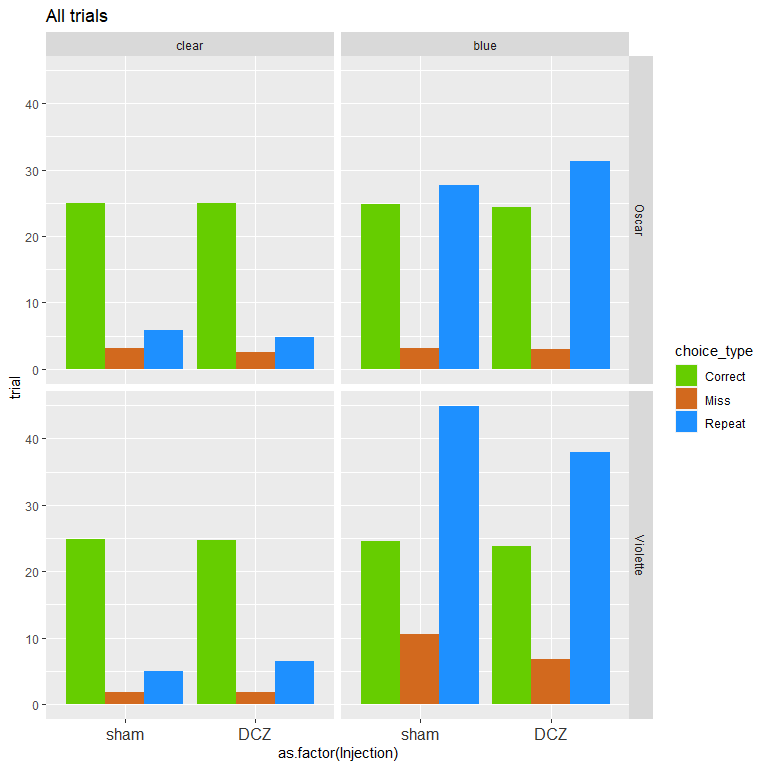 All trials
clear
blue
40
30
20
10
0
Oscar
40
30
20
10
0
Violette
trial
sham
DCZ
sham
DCZ
as.factor(Injection)
choice_type
Correct
Miss
Repeat